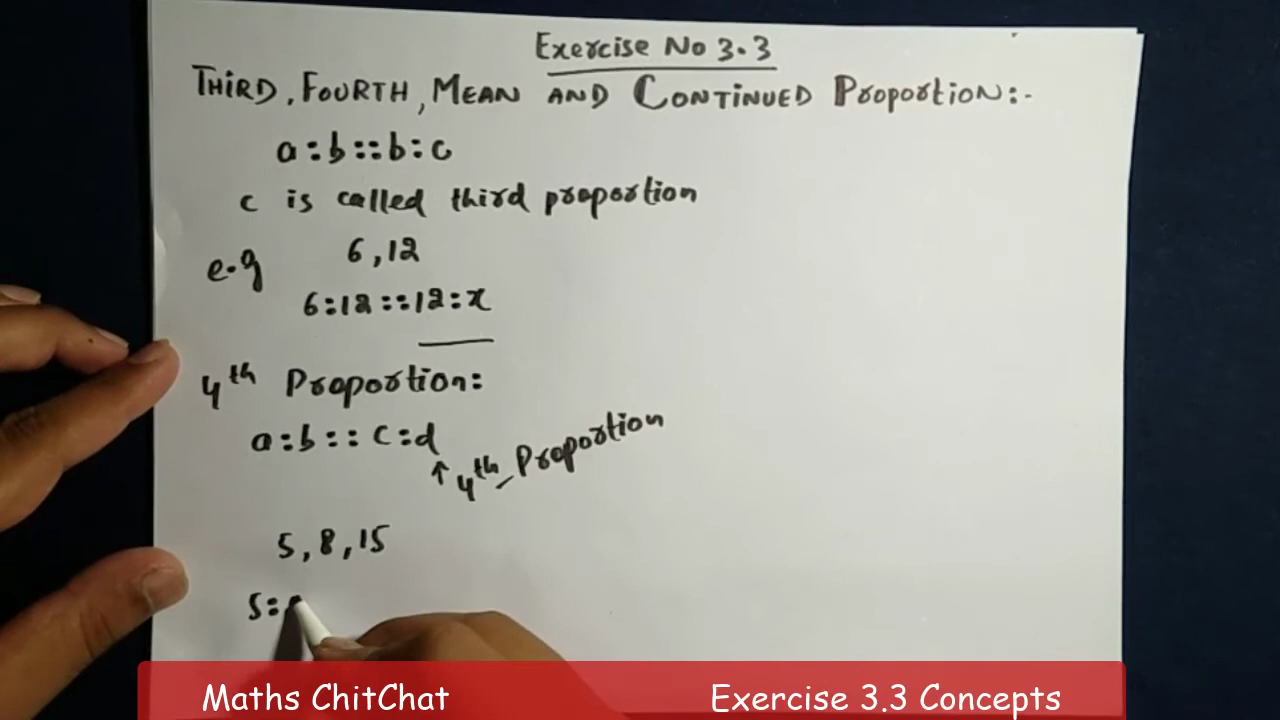 Exercise No 3.3
THIRD, FOURTH, MEAN AND CONTINUED Proportion:-
a:b::b:c
c is called third proportion
e.g 6,12
6:12::12:x
4th Proportion:
a:b::c:d
↑ 4th Proportion
5,8,15
5:
Maths ChitChat Exercise 3.3 Concepts